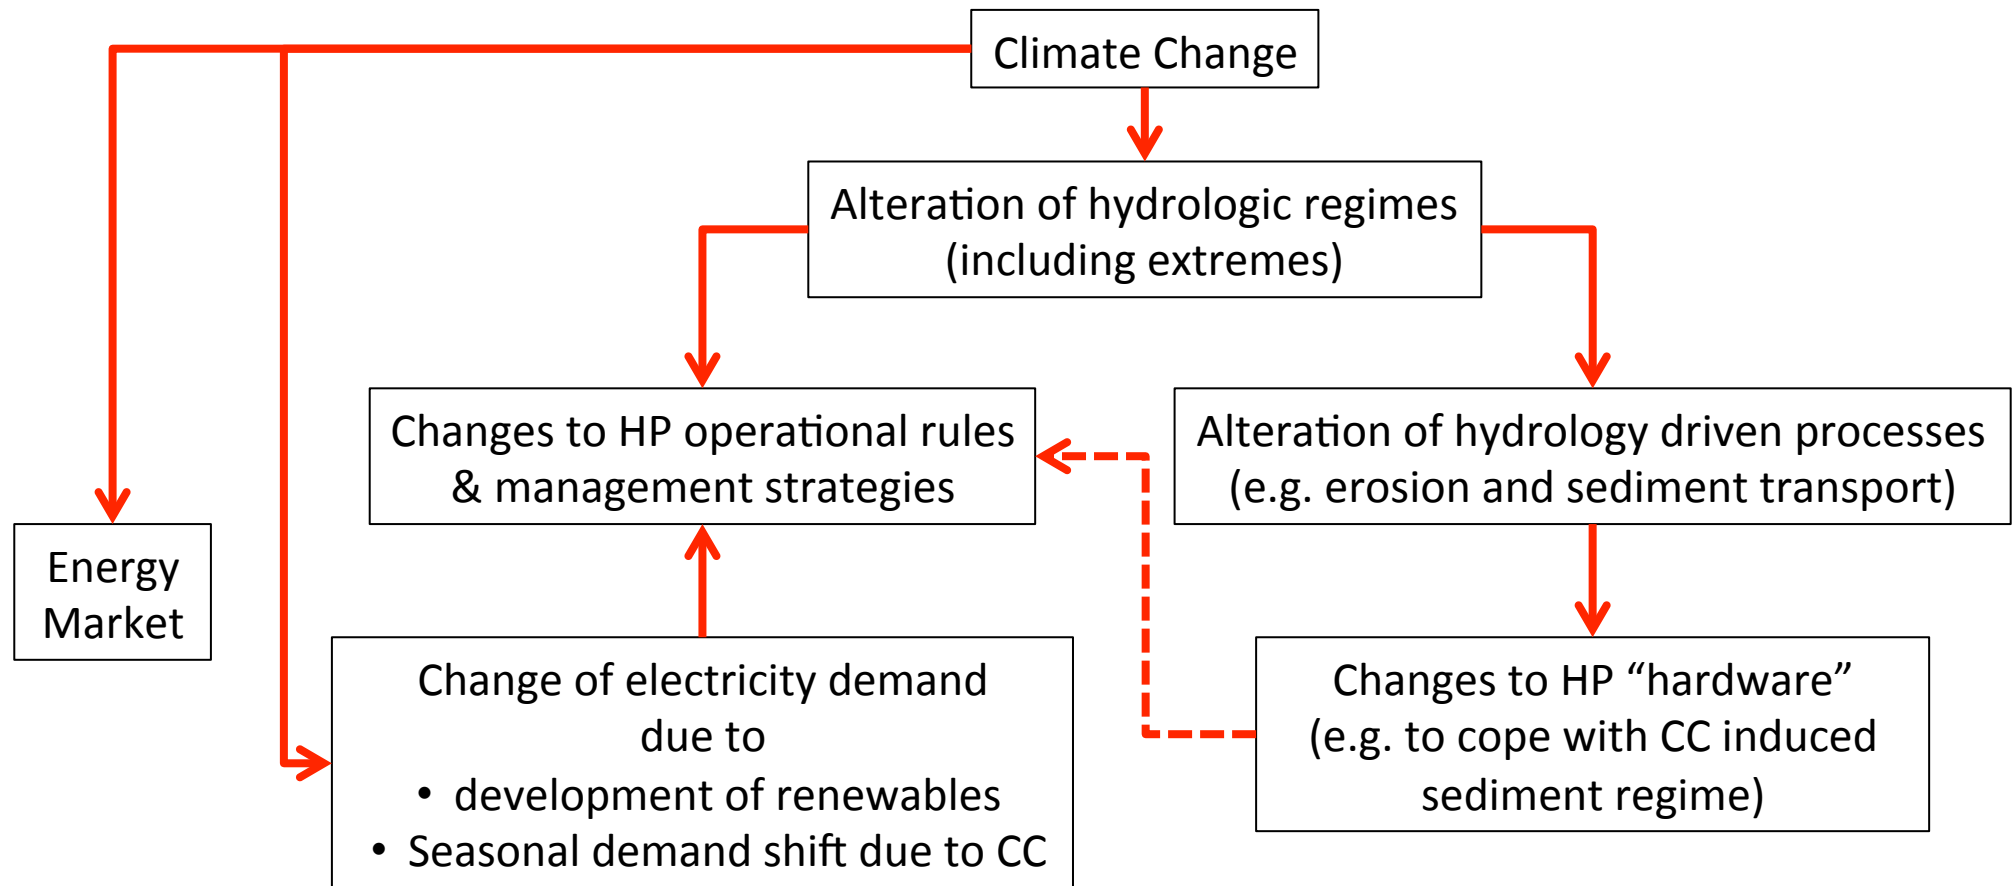 Climate Change
Alteration of hydrologic regimes
(including extremes)
Changes to HP operational rules
& management strategies
Alteration of hydrology driven processes
(e.g. erosion and sediment transport)
Energy
Market
Change of electricity demand
due to
• development of renewables
• Seasonal demand shift due to CC
Changes to HP “hardware”
(e.g. to cope with CC induced
sediment regime)